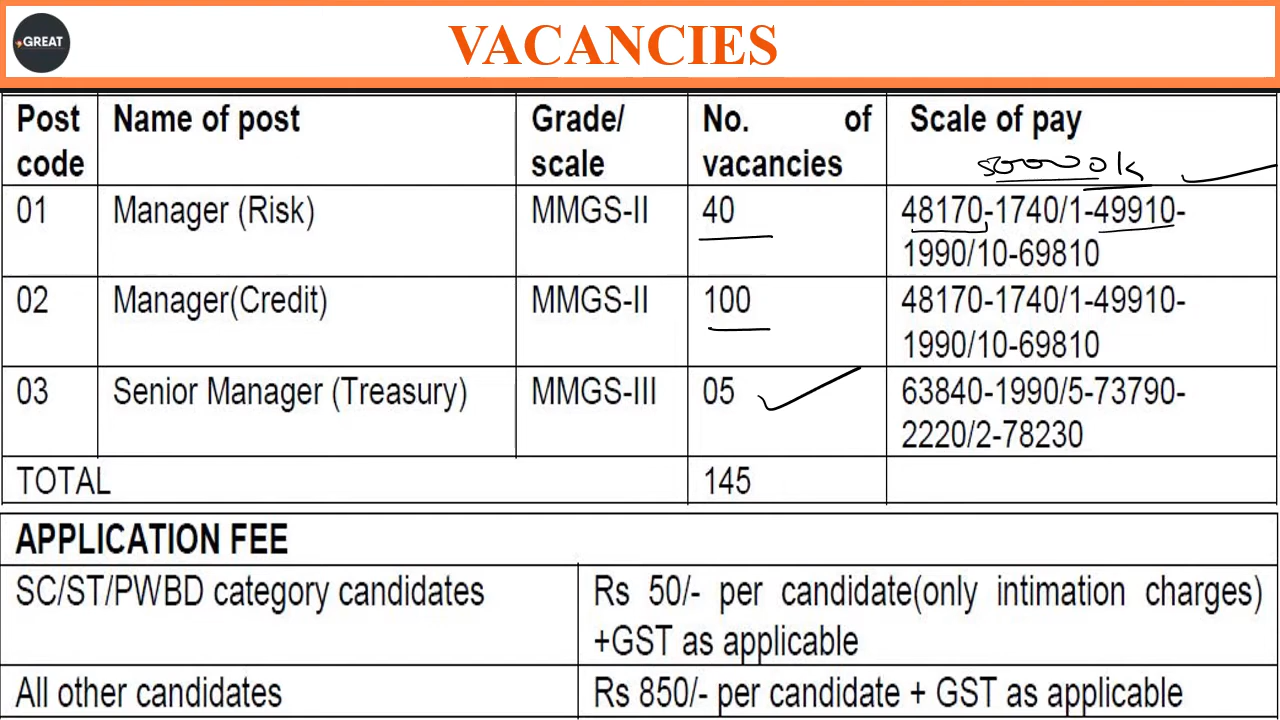 GREAT
VACANCIES
Post code | Name of post | Grade/ scale | No. of vacancies | Scale of pay
01 | Manager (Risk) | MMGS-II | 40 | 48170-1740/1-49910-1990/10-69810
02 | Manager(Credit) | MMGS-II | 100 | 48170-1740/1-49910-1990/10-69810
03 | Senior Manager (Treasury) | MMGS-III | 05 | 63840-1990/5-73790-2220/2-78230
TOTAL | 145
APPLICATION FEE
SC/ST/PWBD category candidates | Rs 50/- per candidate(only intimation charges) +GST as applicable
All other candidates | Rs 850/- per candidate + GST as applicable